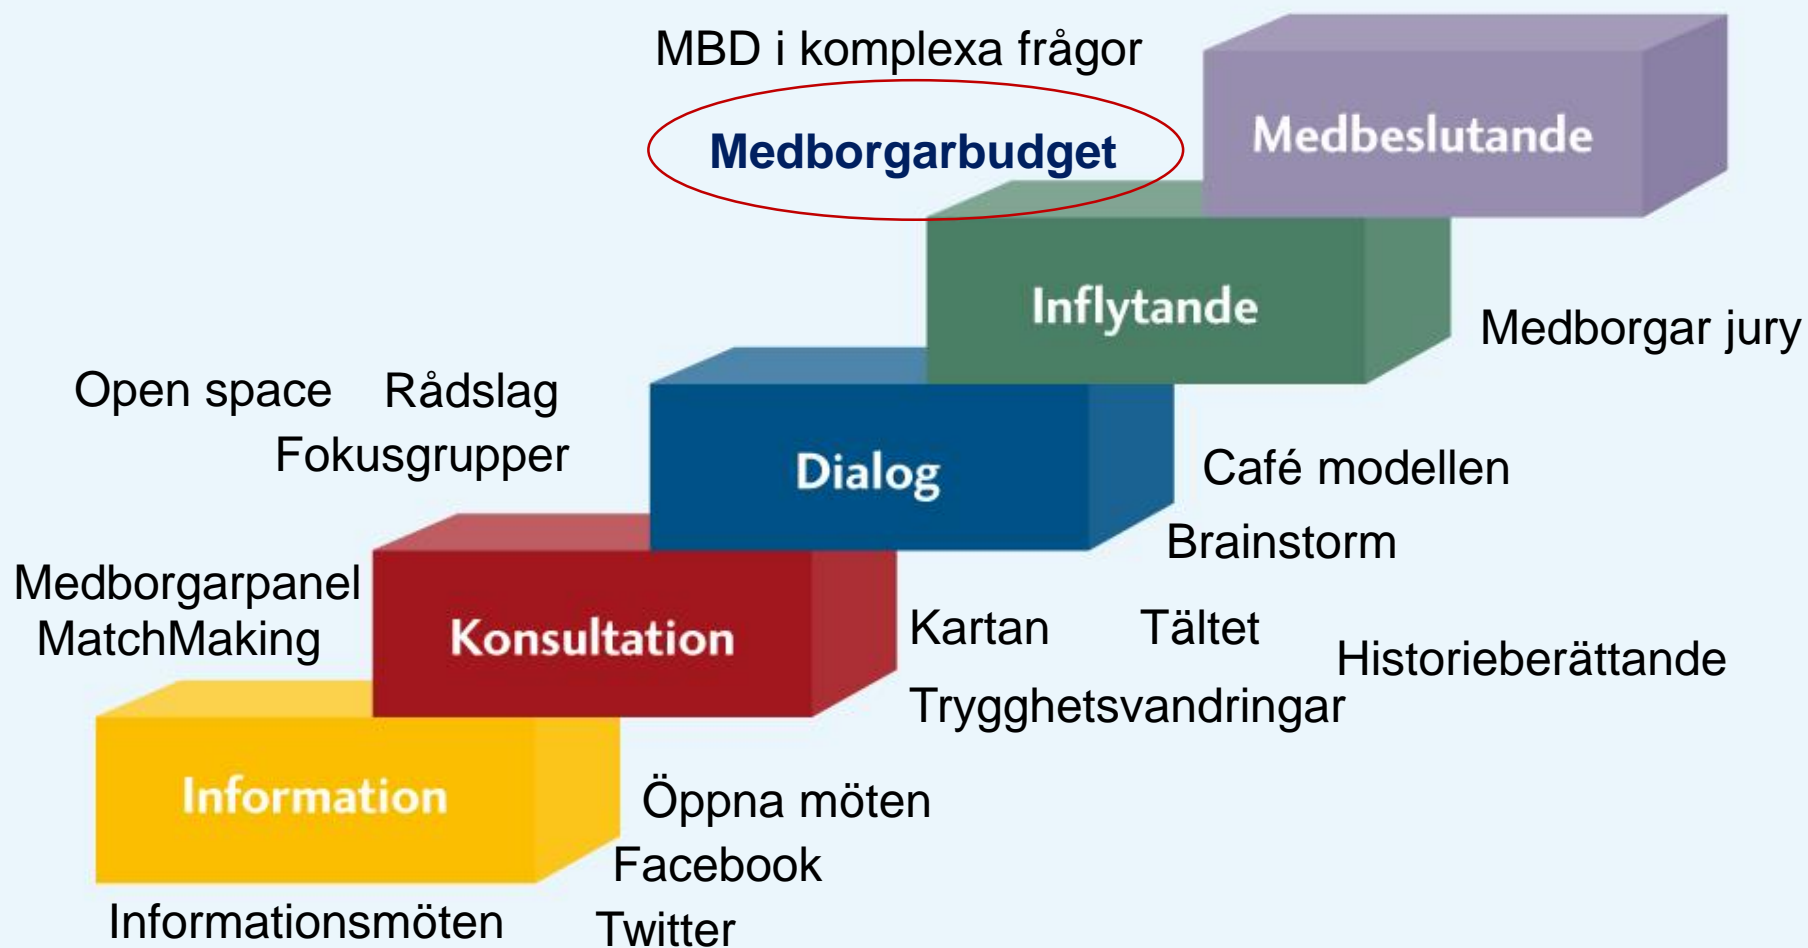 MBD i komplexa frågor
Medborgarbudget
Medbeslutande
Inflytande
Medborgar jury
Open space
Rådslag
Fokusgrupper
Dialog
Café modellen
Brainstorm
Medborgarpanel
MatchMaking
Konsultation
Kartan
Tältet
Historieberättande
Trygghetsvandringar
Information
Öppna möten
Facebook
Informationsmöten
Twitter